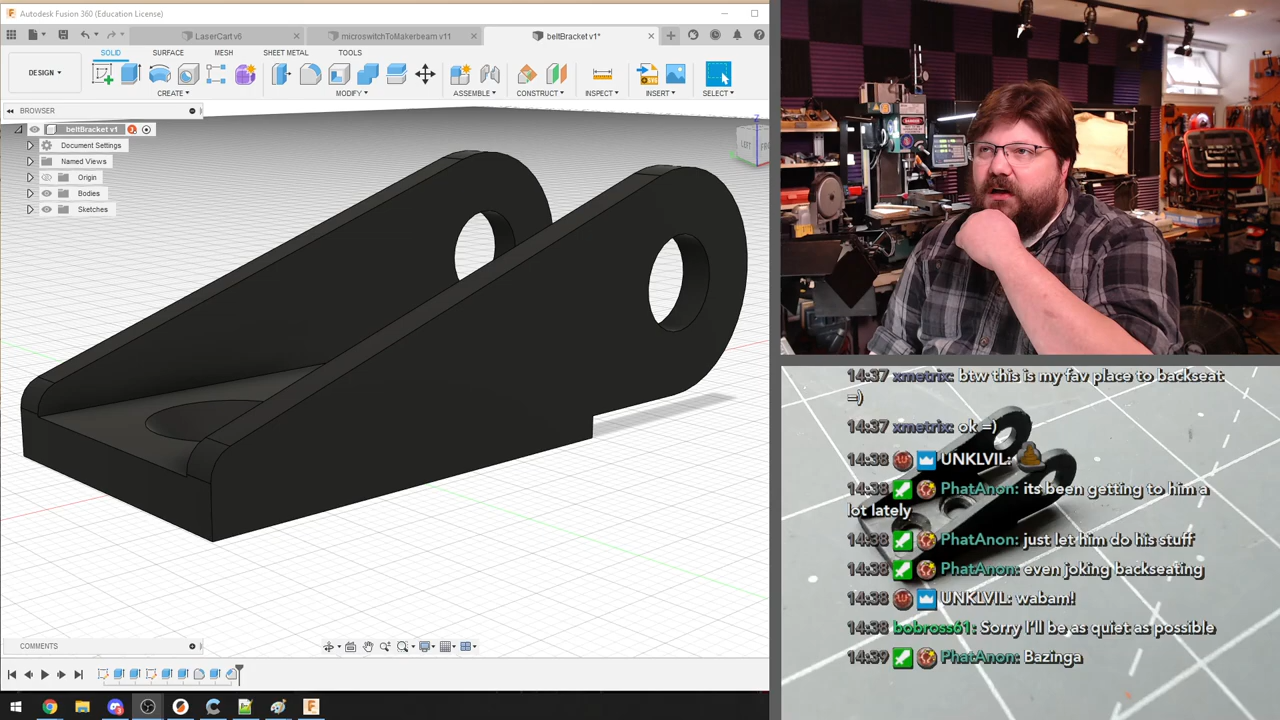 Autodesk Fusion 360 (Education License)
LaserCart v6
microswitchToMakerbeam v11
beltBracket v1*
SOLID
SURFACE
MESH
SHEET METAL
TOOLS
DESIGN
CREATE
MODIFY
ASSEMBLE
CONSTRUCT
INSPECT
INSERT
SELECT
BROWSER
beltBracket v1
Document Settings
Named Views
Origin
Bodies
Sketches
Z
LEFT
COMMENTS
DANGER
14:37 xmetrix: btw this is my fav place to backseat
=)
14:37 xmetrix: ok =)
14:38 UNKLVIL:
14:38 PhatAnon: its been getting to him a
lot lately
14:38 PhatAnon: just let him do his stuff
14:38 PhatAnon: even joking backseating
14:38 UNKLVIL: wabam!
14:38 bobross61: Sorry I'll be as quiet as possible
14:39 PhatAnon: Bazinga